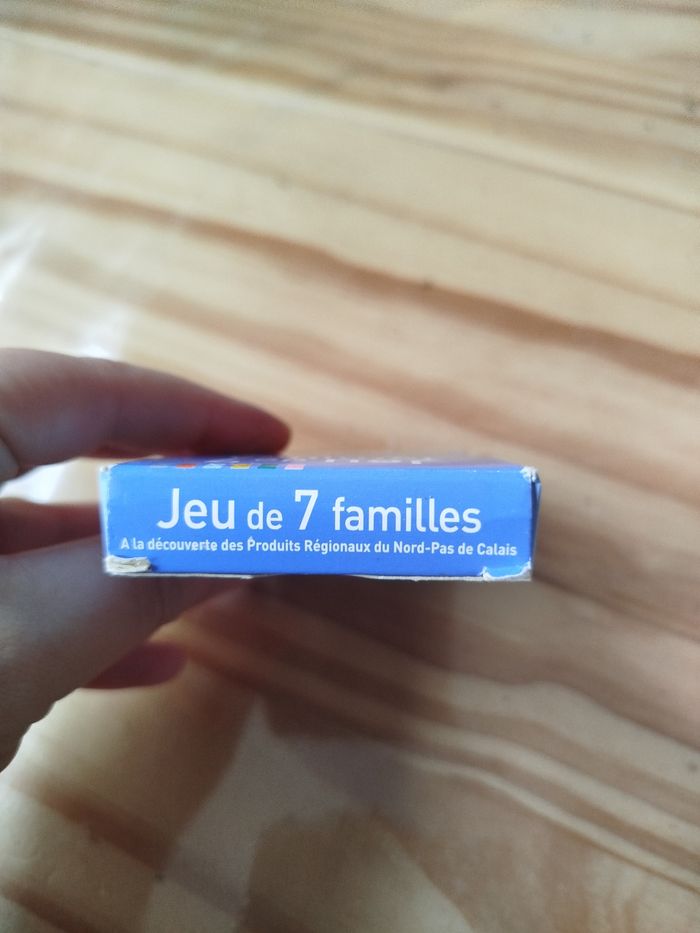 Jeu de 7 familles
A la découverte des Produits Régionaux du Nord-Pas de Calais